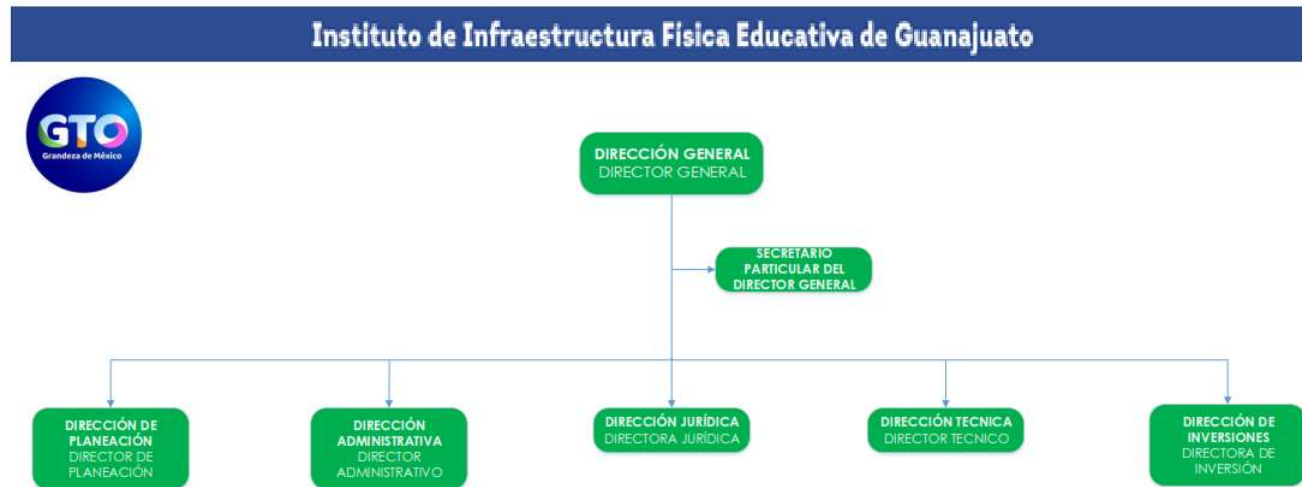 Instituto de Infraestructura Física Educativa de Guanajuato
GTO
Grandeza de México
DIRECCIÓN GENERAL
DIRECTOR GENERAL
SECRETARIO
PARTICULAR DEL
DIRECTOR GENERAL
DIRECCIÓN DE
PLANEACIÓN
DIRECTOR DE
PLANEACIÓN
DIRECCIÓN
ADMINISTRATIVA
DIRECTOR
ADMINISTRATIVO
DIRECCIÓN JURÍDICA
DIRECTORA JURÍDICA
DIRECCIÓN TECNICA
DIRECTOR TECNICO
DIRECCIÓN DE
INVERSIONES
DIRECTORA DE
INVERSIÓN